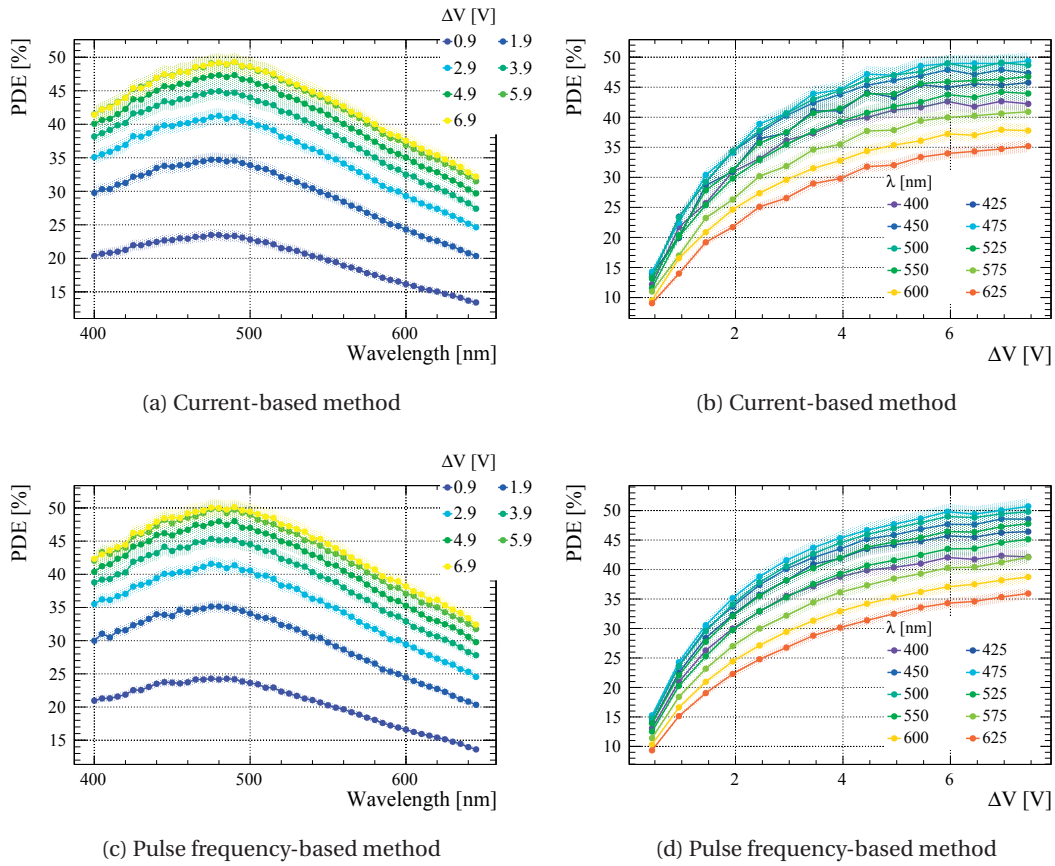 ΔV [V]
0.9 1.9
2.9 3.9
4.9 5.9
6.9
PDE [%]
50
45
40
35
30
25
20
15
400 500 600
Wavelength [nm]
(a) Current-based method
PDE [%]
50
45
40
35
30
25
20
15
10
λ [nm]
400 425
450 475
500 525
550 575
600 625
2 4 6
ΔV [V]
(b) Current-based method
ΔV [V]
0.9 1.9
2.9 3.9
4.9 5.9
6.9
PDE [%]
50
45
40
35
30
25
20
15
400 500 600
Wavelength [nm]
(c) Pulse frequency-based method
PDE [%]
50
45
40
35
30
25
20
15
10
λ [nm]
400 425
450 475
500 525
550 575
600 625
2 4 6
ΔV [V]
(d) Pulse frequency-based method